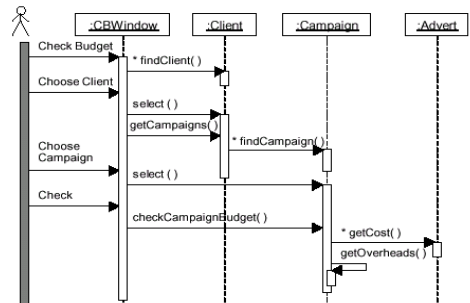 :CBWindow
:Client
:Campaign
:Advert
Check Budget
* findClient( )
Choose Client
select ( )
getCampaigns( )
* findCampaign( )
Choose
Campaign
select ( )
Check
checkCampaignBudget( )
* getCost( )
getOverheads( )